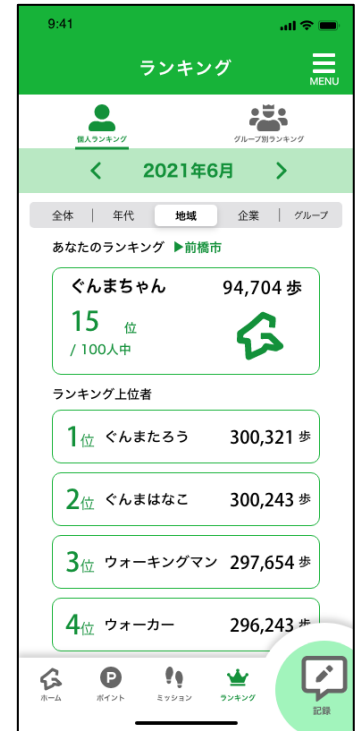 9:41
ランキング
MENU
個人ランキング
グループ別ランキング
2021年6月
全体 年代 地域 企業 グループ
あなたのランキング ▶前橋市
ぐんまちゃん 94,704 歩
15 位
/ 100人中
ランキング上位者
1位 ぐんまたろう 300,321 歩
2位 ぐんまはなこ 300,243 歩
3位 ウォーキングマン 297,654 歩
4位 ウォーカー 296,243 歩
ホーム ポイント ミッション ランキング 記録